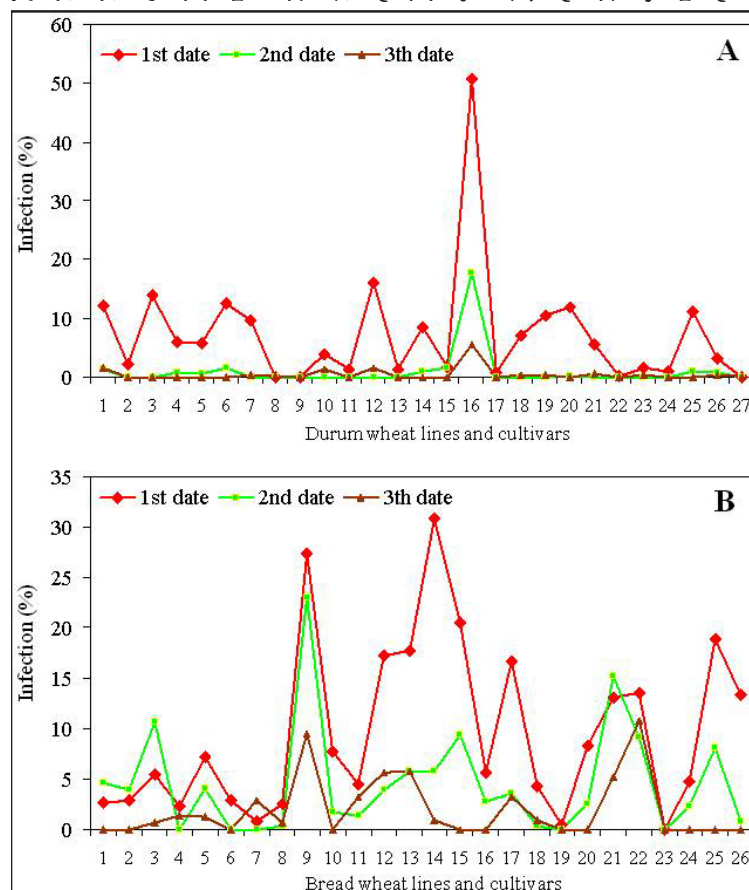 60
1st date 2nd date 3th date A
50
40
30
20
10
0
Infection (%)
1 2 3 4 5 6 7 8 9 10 11 12 13 14 15 16 17 18 19 20 21 22 23 24 25 26 27
Durum wheat lines and cultivars
35
1st date 2nd date 3th date B
30
25
20
15
10
5
0
Infection (%)
1 2 3 4 5 6 7 8 9 10 11 12 13 14 15 16 17 18 19 20 21 22 23 24 25 26
Bread wheat lines and cultivars